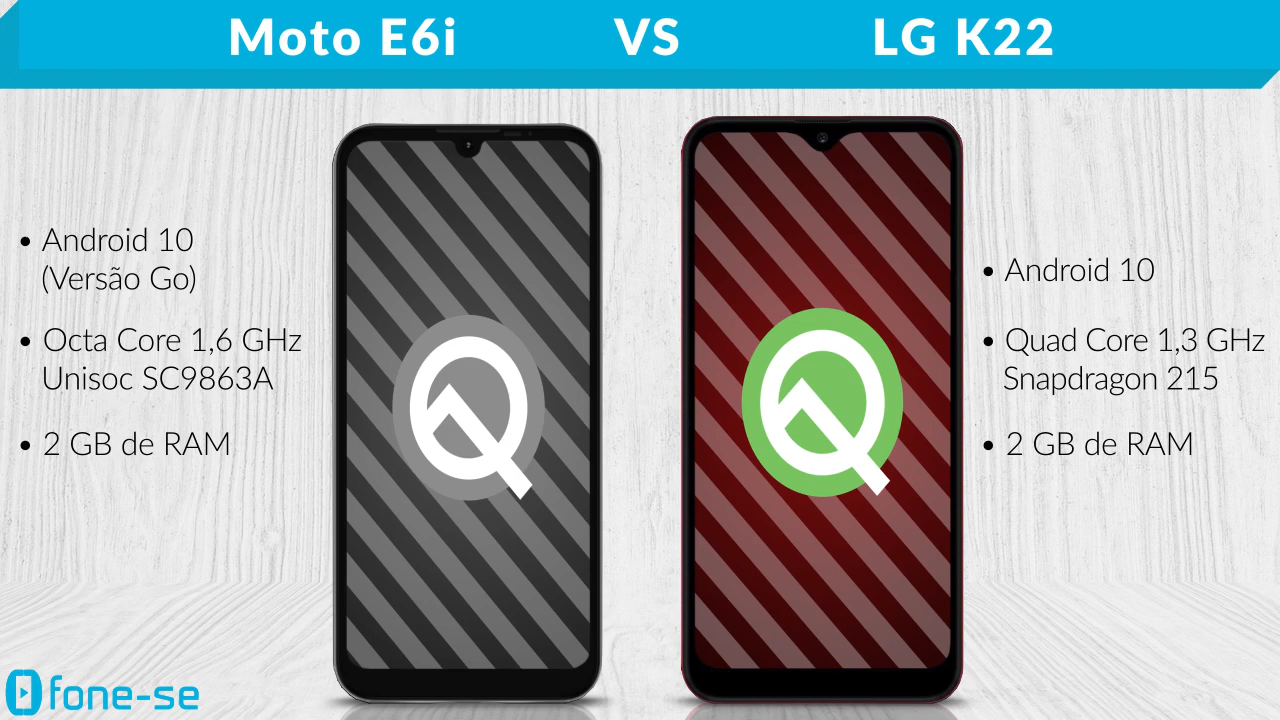 Moto E6i VS LG K22
• Android 10
(Versão Go)
• Octa Core 1,6 GHz
Unisoc SC9863A
• 2 GB de RAM
• Android 10
• Quad Core 1,3 GHz
Snapdragon 215
• 2 GB de RAM
fone-se